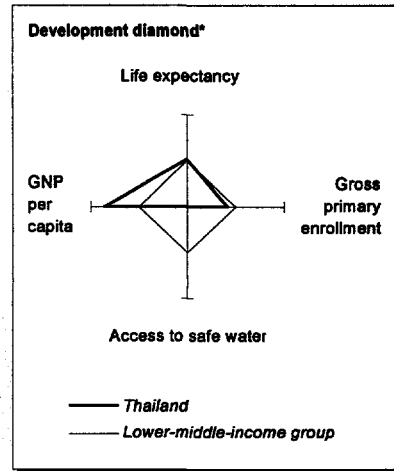 Development diamond*
Life expectancy
GNP
per
capita
Gross
primary
enrollment
Access to safe water
Thailand
Lower-middle-income group